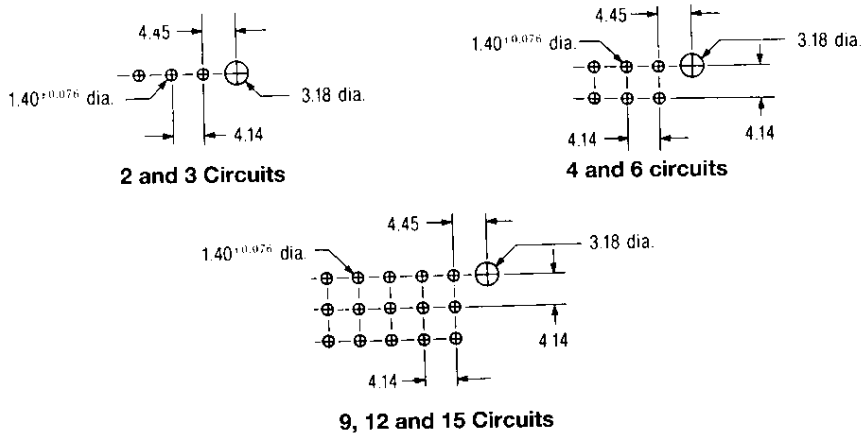 4.45
1.40±0.076 dia.
3.18 dia.
4.14
2 and 3 Circuits
4.45
1.40±0.076 dia.
3.18 dia.
4.14
4.14
4 and 6 circuits
4.45
1.40±0.076 dia.
3.18 dia.
4.14
4.14
9, 12 and 15 Circuits